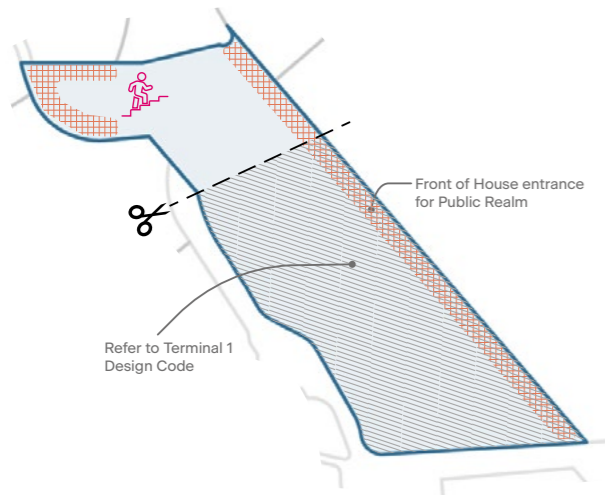 Front of House entrance
for Public Realm
Refer to Terminal 1
Design Code